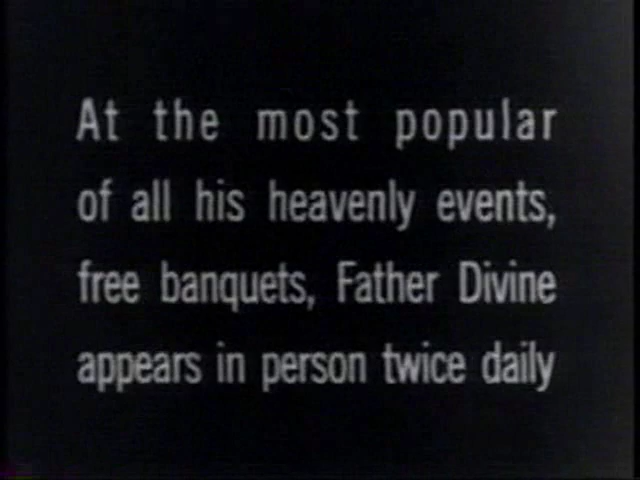 At the most popular
of all his heavenly events,
free banquets, Father Divine
appears in person twice daily